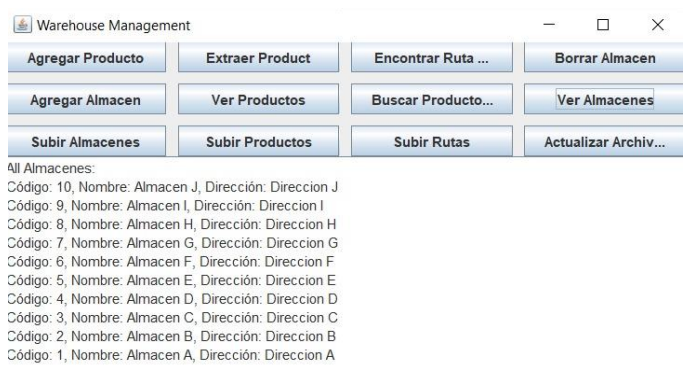 Warehouse Management
Agregar Producto Extraer Product Encontrar Ruta ... Borrar Almacen
Agregar Almacen Ver Productos Buscar Producto... Ver Almacenes
Subir Almacenes Subir Productos Subir Rutas Actualizar Archiv...
All Almacenes:
Código: 10, Nombre: Almacen J, Dirección: Direccion J
Código: 9, Nombre: Almacen I, Dirección: Direccion I
Código: 8, Nombre: Almacen H, Dirección: Direccion H
Código: 7, Nombre: Almacen G, Dirección: Direccion G
Código: 6, Nombre: Almacen F, Dirección: Direccion F
Código: 5, Nombre: Almacen E, Dirección: Direccion E
Código: 4, Nombre: Almacen D, Dirección: Direccion D
Código: 3, Nombre: Almacen C, Dirección: Direccion C
Código: 2, Nombre: Almacen B, Dirección: Direccion B
Código: 1, Nombre: Almacen A, Dirección: Direccion A